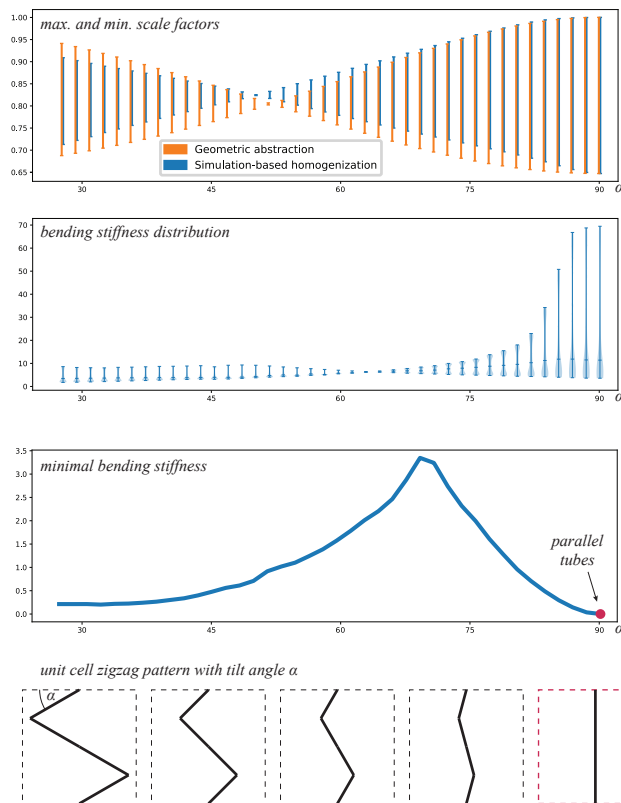 max. and min. scale factors
1.00
0.95
0.90
0.85
0.80
0.75
0.70
0.65
Geometric abstraction
Simulation-based homogenization
30 45 60 75 90
bending stiffness distribution
70
60
50
40
30
20
10
0
30 45 60 75 90
minimal bending stiffness
3.5
3.0
2.5
2.0
1.5
1.0
0.5
0.0
parallel
tubes
30 45 60 75 90
unit cell zigzag pattern with tilt angle α
α